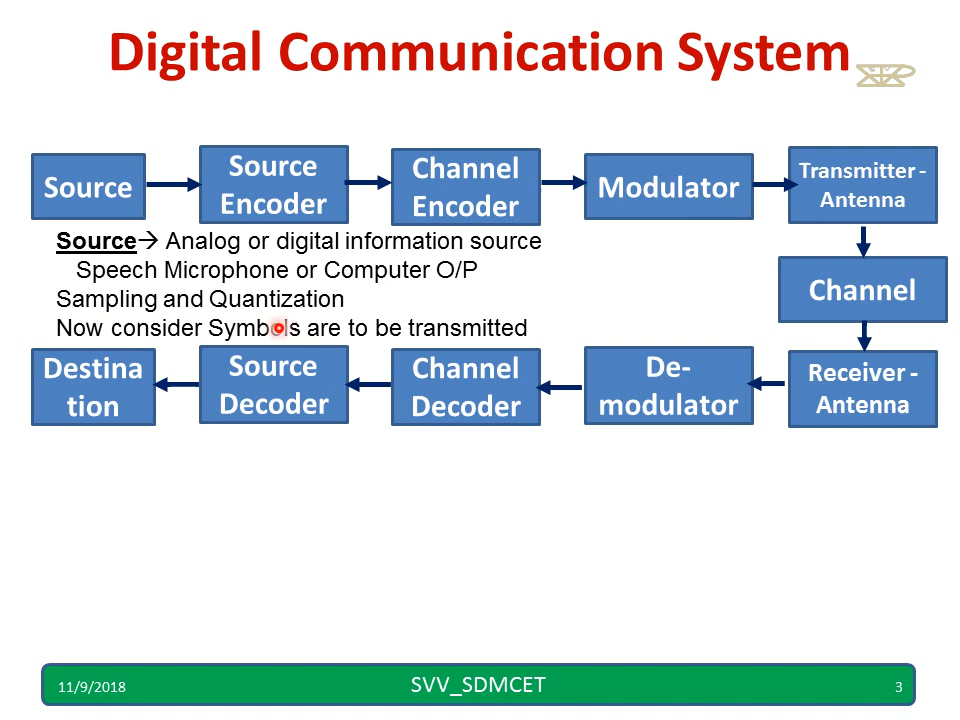 Digital Communication System
Source
Source
Encoder
Channel
Encoder
Modulator
Transmitter -
Antenna
Source→ Analog or digital information source
Speech Microphone or Computer O/P
Sampling and Quantization
Now consider Symbols are to be transmitted
Channel
Destina
tion
Source
Decoder
Channel
Decoder
De-
modulator
Receiver -
Antenna
11/9/2018
SVV_SDMCET
3